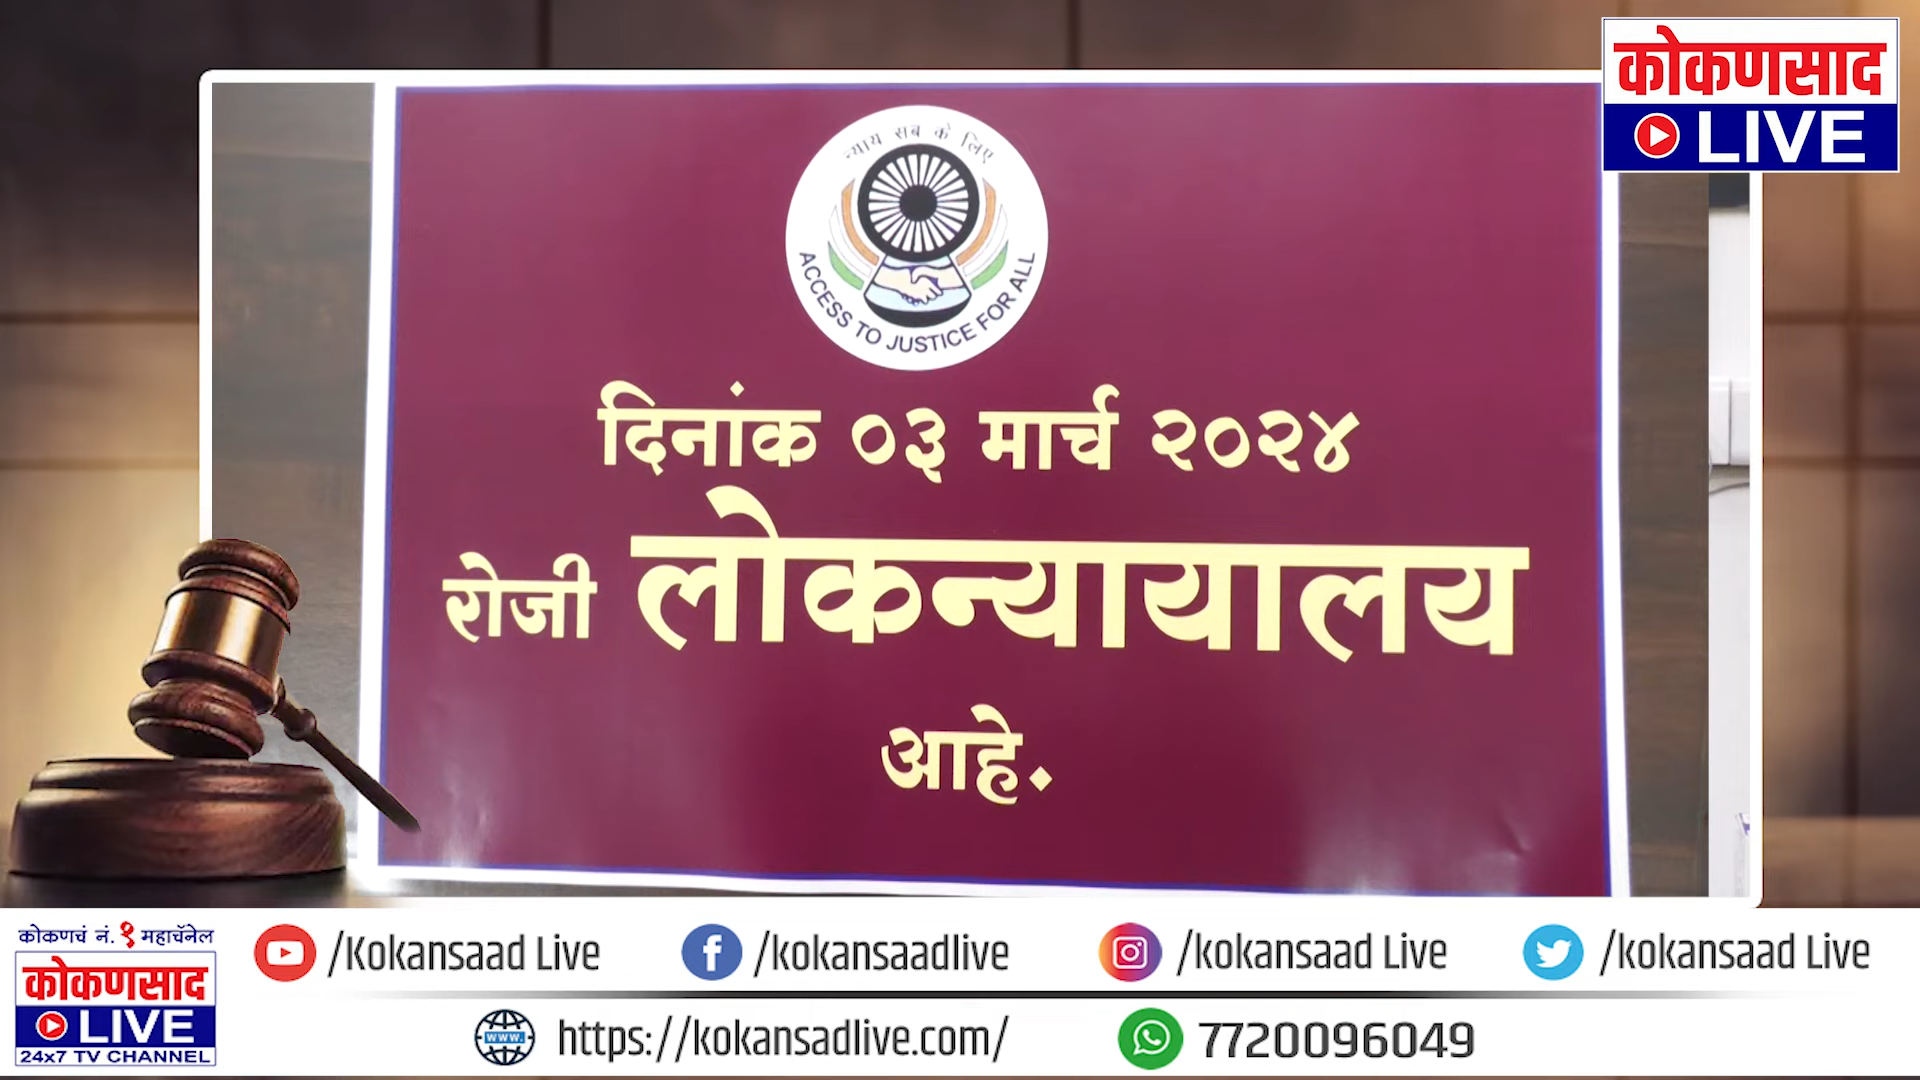 कोकणसाद
LIVE
न्याय सब के लिए
ACCESS TO JUSTICE FOR ALL
दिनांक ०३ मार्च २०२४
रोजी लोकन्यायालय
आहे.
कोकणचं नं. १ महाचॅनेल
कोकणसाद
LIVE
24x7 TV CHANNEL
/Kokansaad Live
/kokansaadlive
/kokansaad Live
/kokansaad Live
www.
https://kokansadlive.com/
7720096049